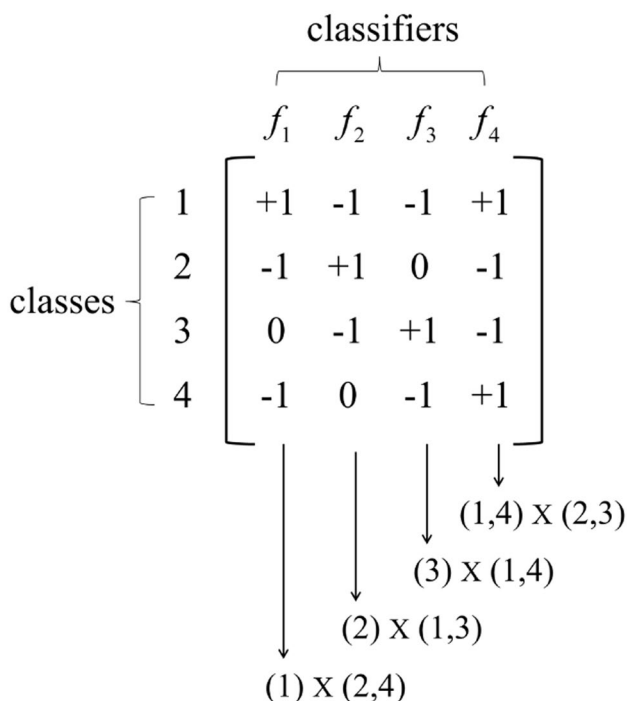 classifiers
f1 f2 f3 f4
1 +1 -1 -1 +1
2 -1 +1 0 -1
classes
3 0 -1 +1 -1
4 -1 0 -1 +1
(1,4) X (2,3)
(3) X (1,4)
(2) X (1,3)
(1) X (2,4)